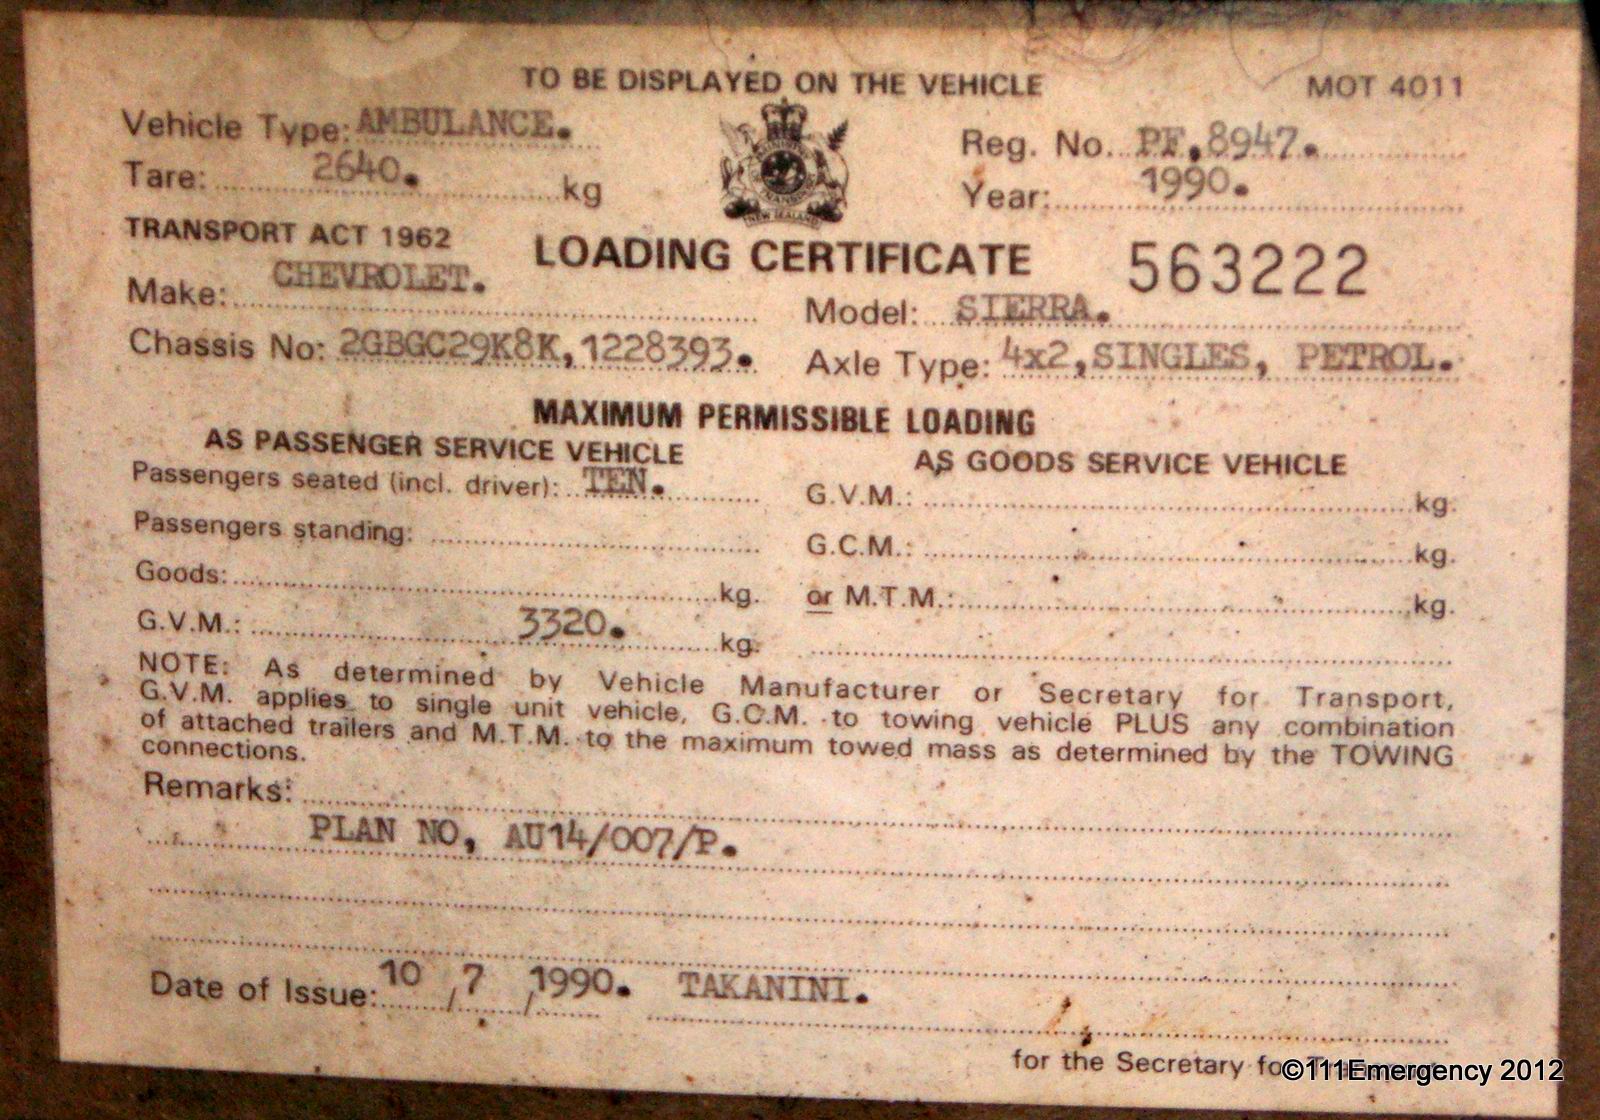 TO BE DISPLAYED ON THE VEHICLE MOT 4011
Vehicle Type: AMBULANCE. Reg. No. PF,8947.
Tare: 2640. kg Year: 1990.
NEW ZEALAND
TRANSPORT ACT 1962
LOADING CERTIFICATE 563222
Make: CHEVROLET. Model: SIERRA.
Chassis No: 2GBGC29K8K,1228393. Axle Type: 4x2,SINGLES, PETROL.
MAXIMUM PERMISSIBLE LOADING
AS PASSENGER SERVICE VEHICLE
Passengers seated (incl. driver): TEN.
Passengers standing:
Goods: kg.
G.V.M.: 3320. kg.
AS GOODS SERVICE VEHICLE
G.V.M.: kg.
G.C.M.: kg.
or M.T.M.: kg.
NOTE: As determined by Vehicle Manufacturer or Secretary for Transport,
G.V.M. applies to single unit vehicle, G.C.M. to towing vehicle PLUS any combination
of attached trailers and M.T.M. to the maximum towed mass as determined by the TOWING
connections.
Remarks:
PLAN NO, AU14/007/P.
Date of Issue: 10 / 7 / 1990. TAKANINI.
for the Secretary for
©111Emergency 2012